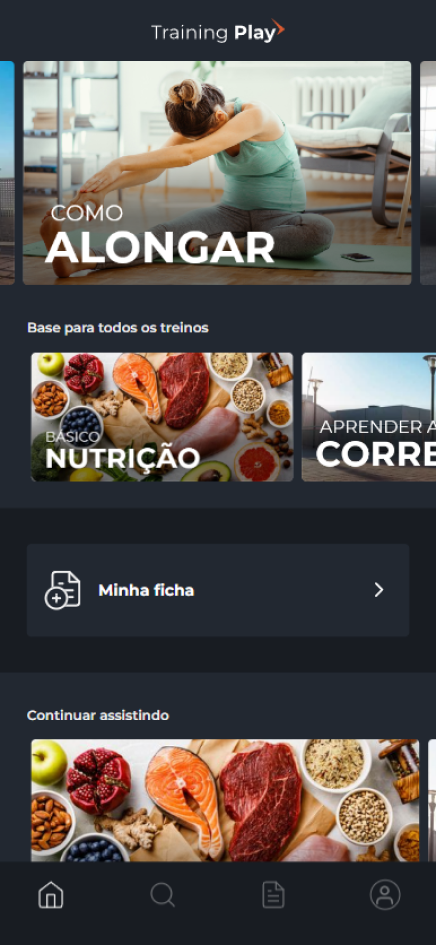 Training Play
COMO
ALONGAR
Base para todos os treinos
BÁSICO
NUTRIÇÃO
APRENDER A
CORRE
Minha ficha
Continuar assistindo